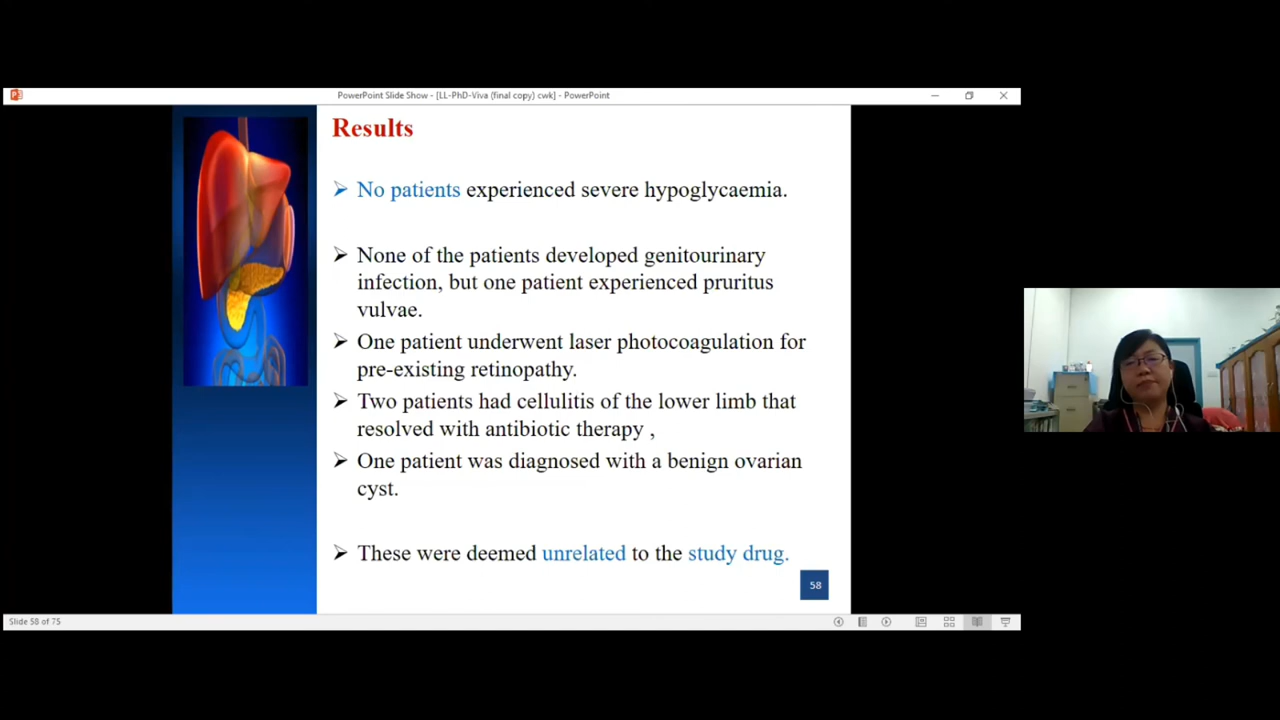 PowerPoint Slide Show - [LL-PhD-Viva (final copy) cwk] - PowerPoint
Results
➢ No patients experienced severe hypoglycaemia.
➢ None of the patients developed genitourinary
infection, but one patient experienced pruritus
vulvae.
➢ One patient underwent laser photocoagulation for
pre-existing retinopathy.
➢ Two patients had cellulitis of the lower limb that
resolved with antibiotic therapy ,
➢ One patient was diagnosed with a benign ovarian
cyst.
➢ These were deemed unrelated to the study drug.
58
Slide 58 of 75